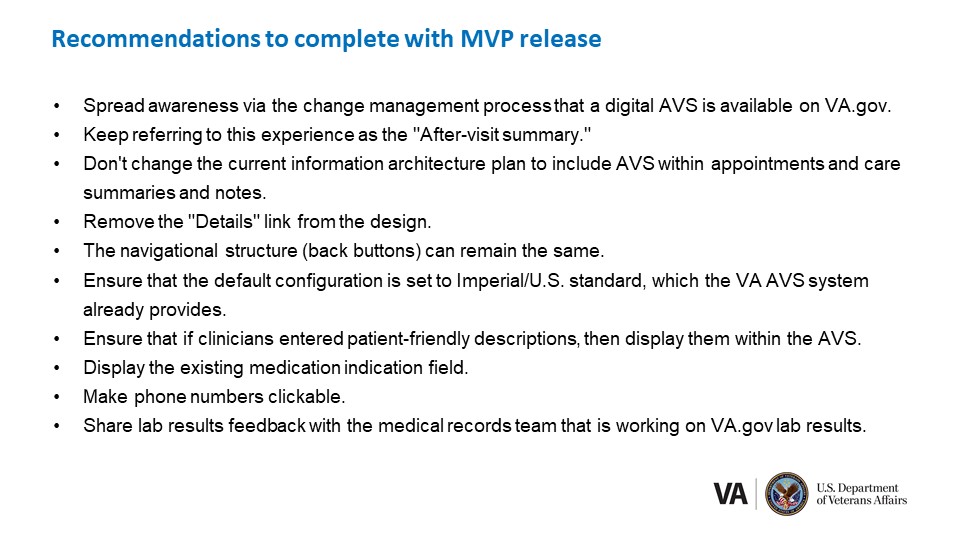 Recommendations to complete with MVP release
• Spread awareness via the change management process that a digital AVS is available on VA.gov.
• Keep referring to this experience as the "After-visit summary."
• Don't change the current information architecture plan to include AVS within appointments and care
summaries and notes.
• Remove the "Details" link from the design.
• The navigational structure (back buttons) can remain the same.
• Ensure that the default configuration is set to Imperial/U.S. standard, which the VA AVS system
already provides.
• Ensure that if clinicians entered patient-friendly descriptions, then display them within the AVS.
• Display the existing medication indication field.
• Make phone numbers clickable.
• Share lab results feedback with the medical records team that is working on VA.gov lab results.
VA
U.S. Department
of Veterans Affairs